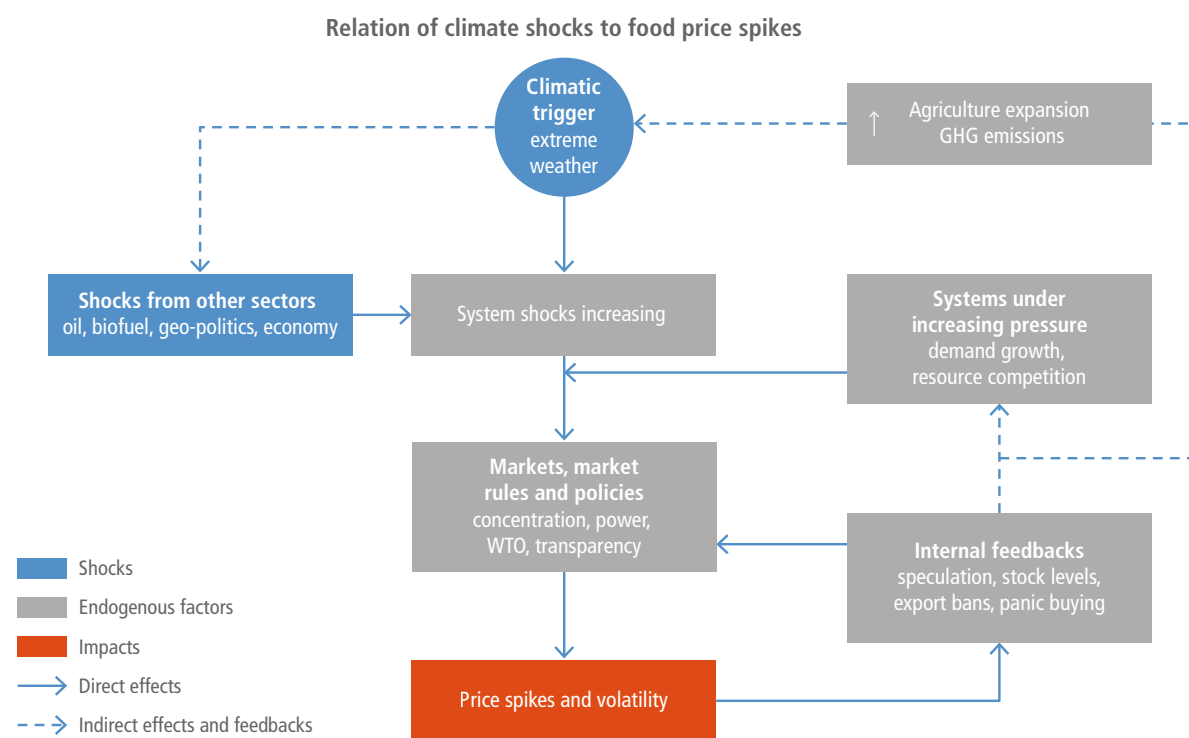 Relation of climate shocks to food price spikes
Climatic
trigger
extreme
weather
↑
Agriculture expansion
GHG emissions
Shocks from other sectors
oil, biofuel, geo-politics, economy
System shocks increasing
Systems under
increasing pressure
demand growth,
resource competition
Markets, market
rules and policies
concentration, power,
WTO, transparency
Internal feedbacks
speculation, stock levels,
export bans, panic buying
Price spikes and volatility
Shocks
Endogenous factors
Impacts
Direct effects
Indirect effects and feedbacks